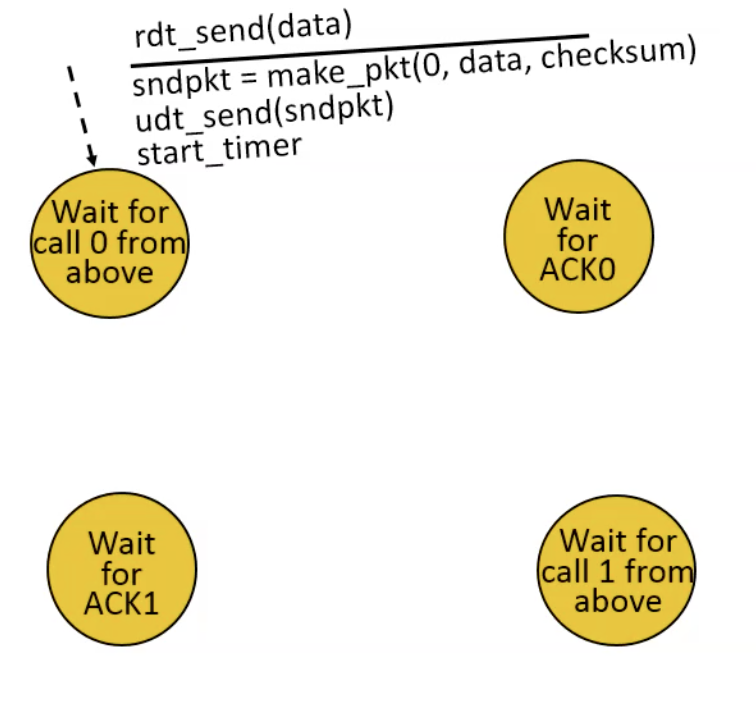 rdt_send(data)
sndpkt = make_pkt(0, data, checksum)
udt_send(sndpkt)
start_timer
Wait for
call 0 from
above
Wait
for
ACK0
Wait
for
ACK1
Wait for
call 1 from
above